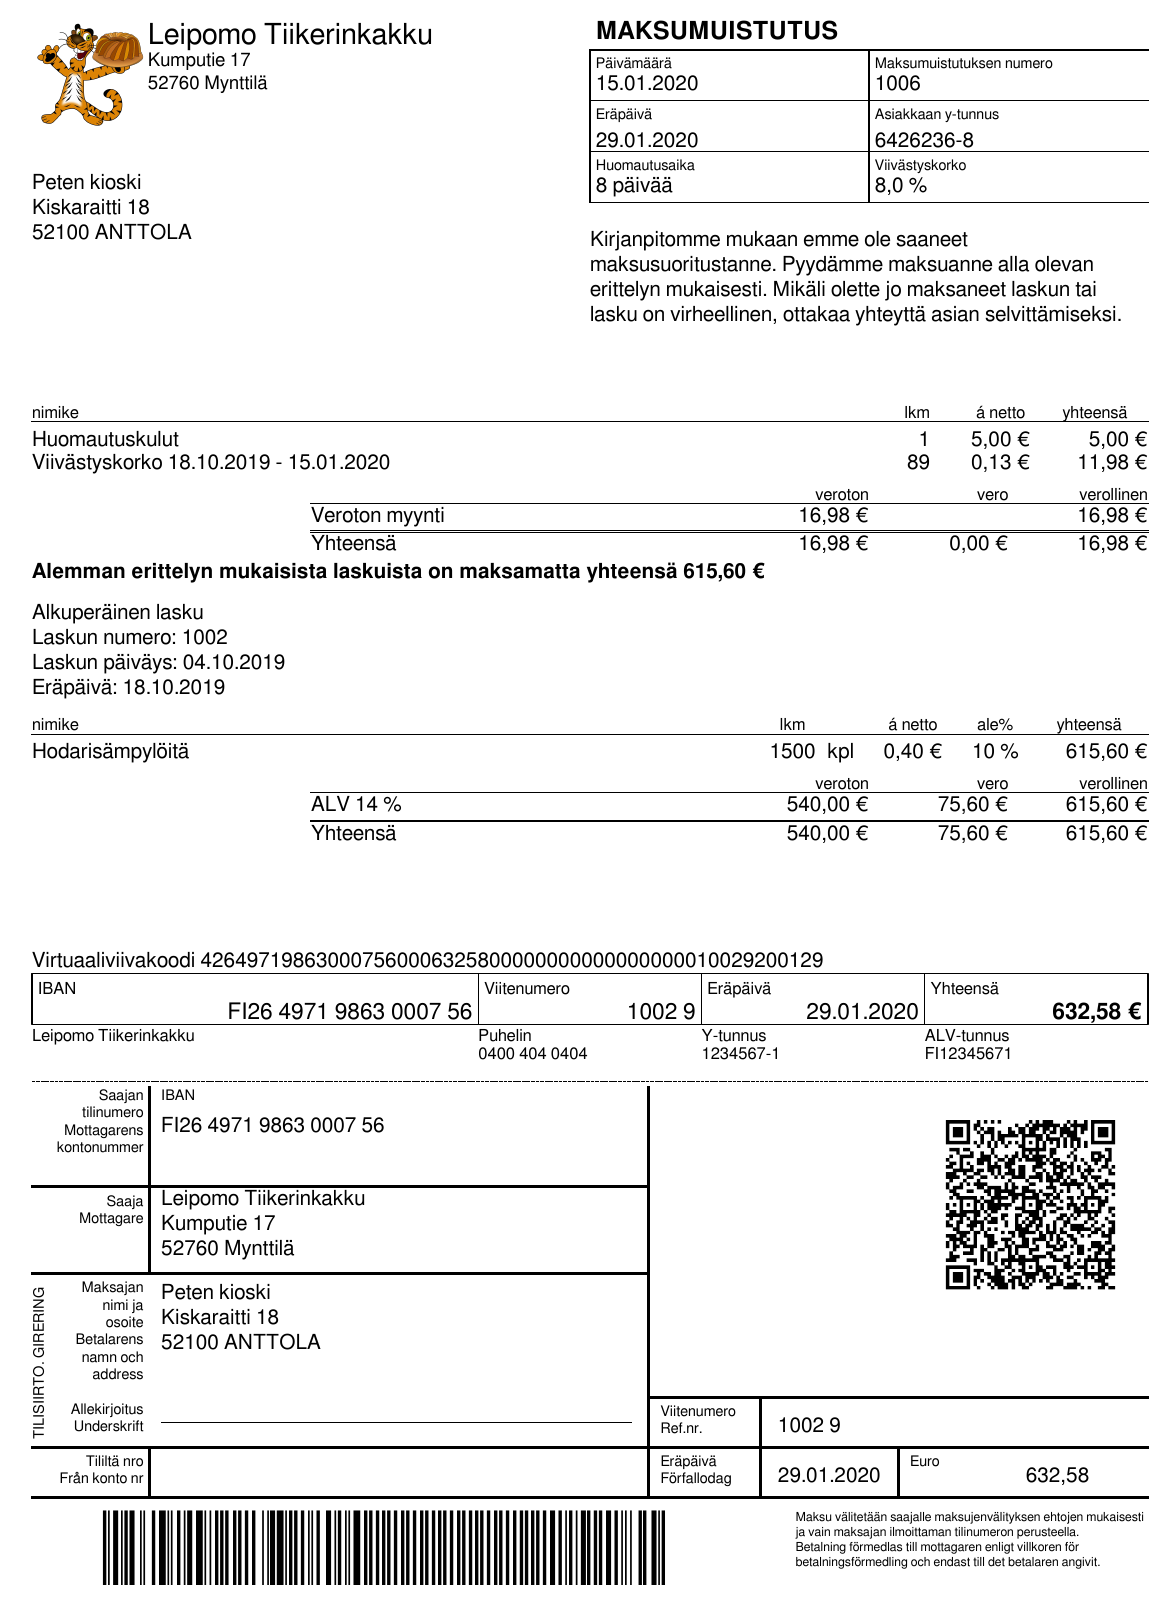 Leipomo Tiikerinkakku
Kumputie 17
52760 Mynttilä
MAKSUMUISTUTUS
Päivämäärä Maksumuistutuksen numero
15.01.2020 1006
Eräpäivä Asiakkaan y-tunnus
29.01.2020 6426236-8
Huomautusaika Viivästyskorko
8 päivää 8,0 %
Peten kioski
Kiskaraitti 18
52100 ANTTOLA
Kirjanpitomme mukaan emme ole saaneet
maksusuoritustanne. Pyydämme maksuanne alla olevan
erittelyn mukaisesti. Mikäli olette jo maksaneet laskun tai
lasku on virheellinen, ottakaa yhteyttä asian selvittämiseksi.
nimike lkm á netto yhteensä
Huomautuskulut 1 5,00 € 5,00 €
Viivästyskorko 18.10.2019 - 15.01.2020 89 0,13 € 11,98 €
veroton vero verollinen
Veroton myynti 16,98 € 16,98 €
Yhteensä 16,98 € 0,00 € 16,98 €
Alemman erittelyn mukaisista laskuista on maksamatta yhteensä 615,60 €
Alkuperäinen lasku
Laskun numero: 1002
Laskun päiväys: 04.10.2019
Eräpäivä: 18.10.2019
nimike lkm á netto ale% yhteensä
Hodarisämpylöitä 1500 kpl 0,40 € 10 % 615,60 €
veroton vero verollinen
ALV 14 % 540,00 € 75,60 € 615,60 €
Yhteensä 540,00 € 75,60 € 615,60 €
Virtuaaliviivakoodi 426497198630007560006325800000000000000000010029200129
IBAN Viitenumero Eräpäivä Yhteensä
FI26 4971 9863 0007 56 1002 9 29.01.2020 632,58 €
Leipomo Tiikerinkakku Puhelin Y-tunnus ALV-tunnus
0400 404 0404 1234567-1 FI12345671
Saajan
tilinumero
Mottagarens
kontonummer
IBAN
FI26 4971 9863 0007 56
Saaja
Mottagare
Leipomo Tiikerinkakku
Kumputie 17
52760 Mynttilä
TILISIIRTO. GIRERING
Maksajan
nimi ja
osoite
Betalarens
namn och
address
Peten kioski
Kiskaraitti 18
52100 ANTTOLA
Allekirjoitus
Underskrift
Viitenumero
Ref.nr.
1002 9
Tililtä nro
Från konto nr
Eräpäivä
Förfallodag
29.01.2020
Euro
632,58
Maksu välitetään saajalle maksujenvälityksen ehtojen mukaisesti
ja vain maksajan ilmoittaman tilinumeron perusteella.
Betalning förmedlas till mottagaren enligt villkoren för
betalningsförmedling och endast till det betalaren angivit.